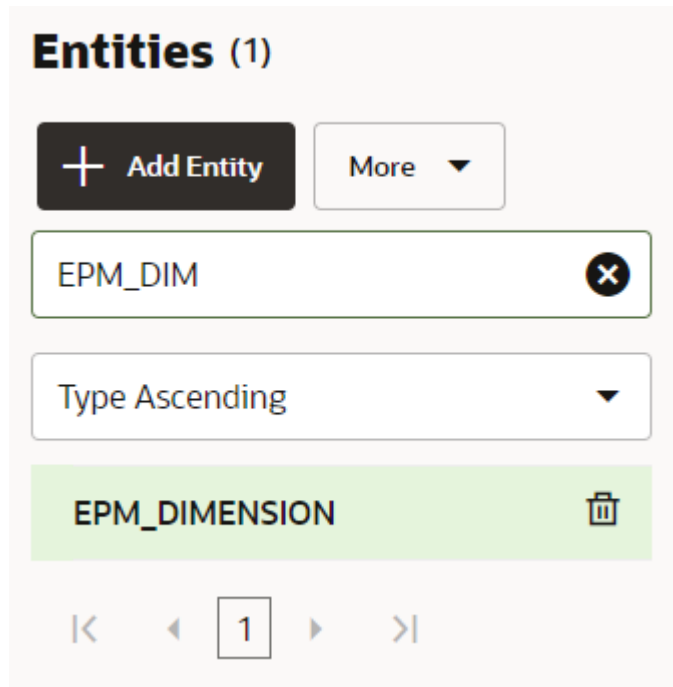 Entities (1)
Add Entity More
EPM_DIM
Type Ascending
EPM_DIMENSION
1